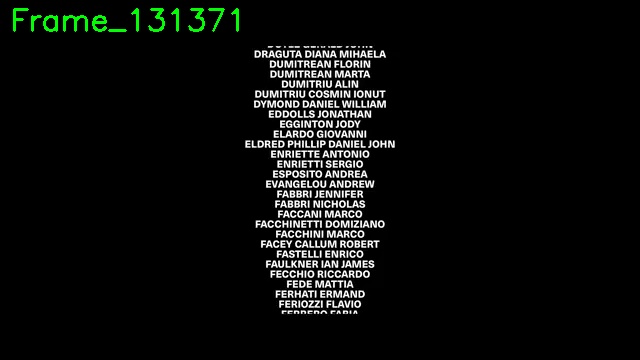 Frame_131371
DOYLE GERALD JOHN
DRAGUTA DIANA MIHAELA
DUMITREAN FLORIN
DUMITREAN MARTA
DUMITRIU ALIN
DUMITRIU COSMIN IONUT
DYMOND DANIEL WILLIAM
EDDOLLS JONATHAN
EGGINTON JODY
ELARDO GIOVANNI
ELDRED PHILLIP DANIEL JOHN
ENRIETTE ANTONIO
ENRIETTI SERGIO
ESPOSITO ANDREA
EVANGELOU ANDREW
FABBRI JENNIFER
FABBRI NICHOLAS
FACCANI MARCO
FACCHINETTI DOMIZIANO
FACCHINI MARCO
FACEY CALLUM ROBERT
FASTELLI ENRICO
FAULKNER IAN JAMES
FECCHIO RICCARDO
FEDE MATTIA
FERHATI ERMAND
FERIOZZI FLAVIO